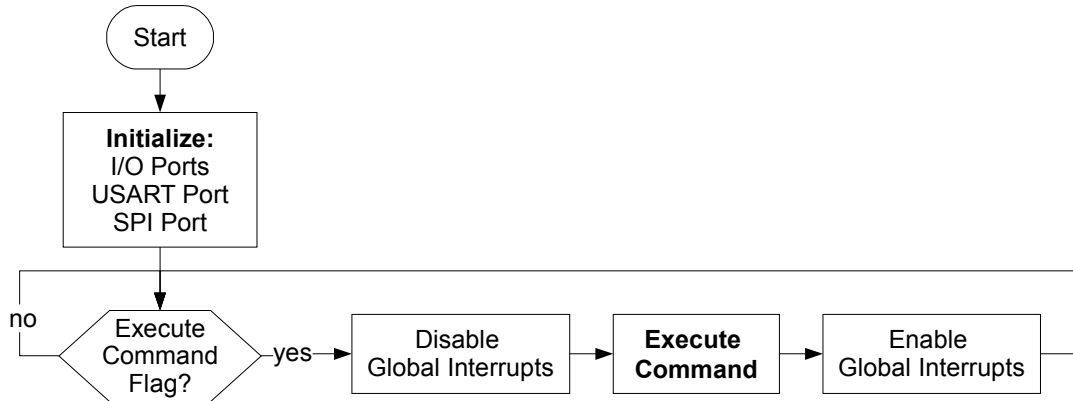 Start
Initialize:
I/O Ports
USART Port
SPI Port
no
Execute
Command
Flag?
yes
Disable
Global Interrupts
Execute
Command
Enable
Global Interrupts